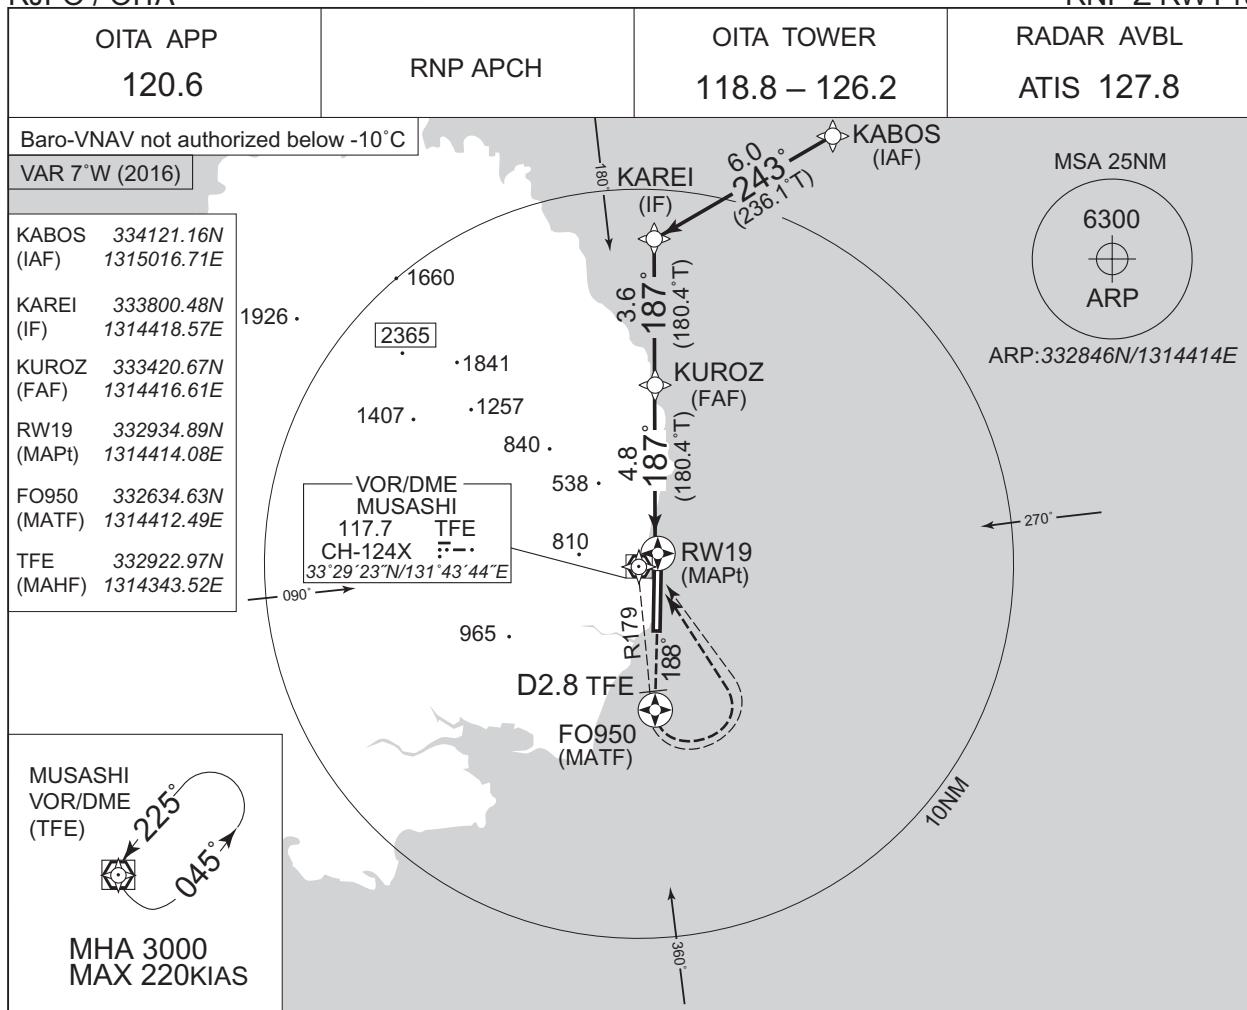 OITA APP
120.6
RNP APCH
OITA TOWER
118.8 – 126.2
RADAR AVBL
ATIS 127.8
Baro-VNAV not authorized below -10˚C
VAR 7˚W (2016)
KABOS 334121.16N
(IAF) 1315016.71E
KAREI 333800.48N
(IF) 1314418.57E
KUROZ 333420.67N
(FAF) 1314416.61E
RW19 332934.89N
(MAPt) 1314414.08E
FO950 332634.63N
(MATF) 1314412.49E
TFE 332922.97N
(MAHF) 1314343.52E
180˚
KAREI
(IF)
6.0
243˚
(236.1˚T)
KABOS
(IAF)
MSA 25NM
6300
ARP
ARP:332846N/1314414E
1660
1926
2365
1841
1407
1257
840
538
810
965
3.6
187˚
(180.4˚T)
KUROZ
(FAF)
4.8
187˚
(180.4˚T)
VOR/DME
MUSASHI
117.7 TFE
CH-124X
33˚29´23˝N/131˚43´44˝E
RW19
(MAPt)
270˚
090˚
R179
188˚
D2.8 TFE
FO950
(MATF)
10NM
360˚
MUSASHI
VOR/DME
(TFE)
225˚
045˚
MHA 3000
MAX 220KIAS